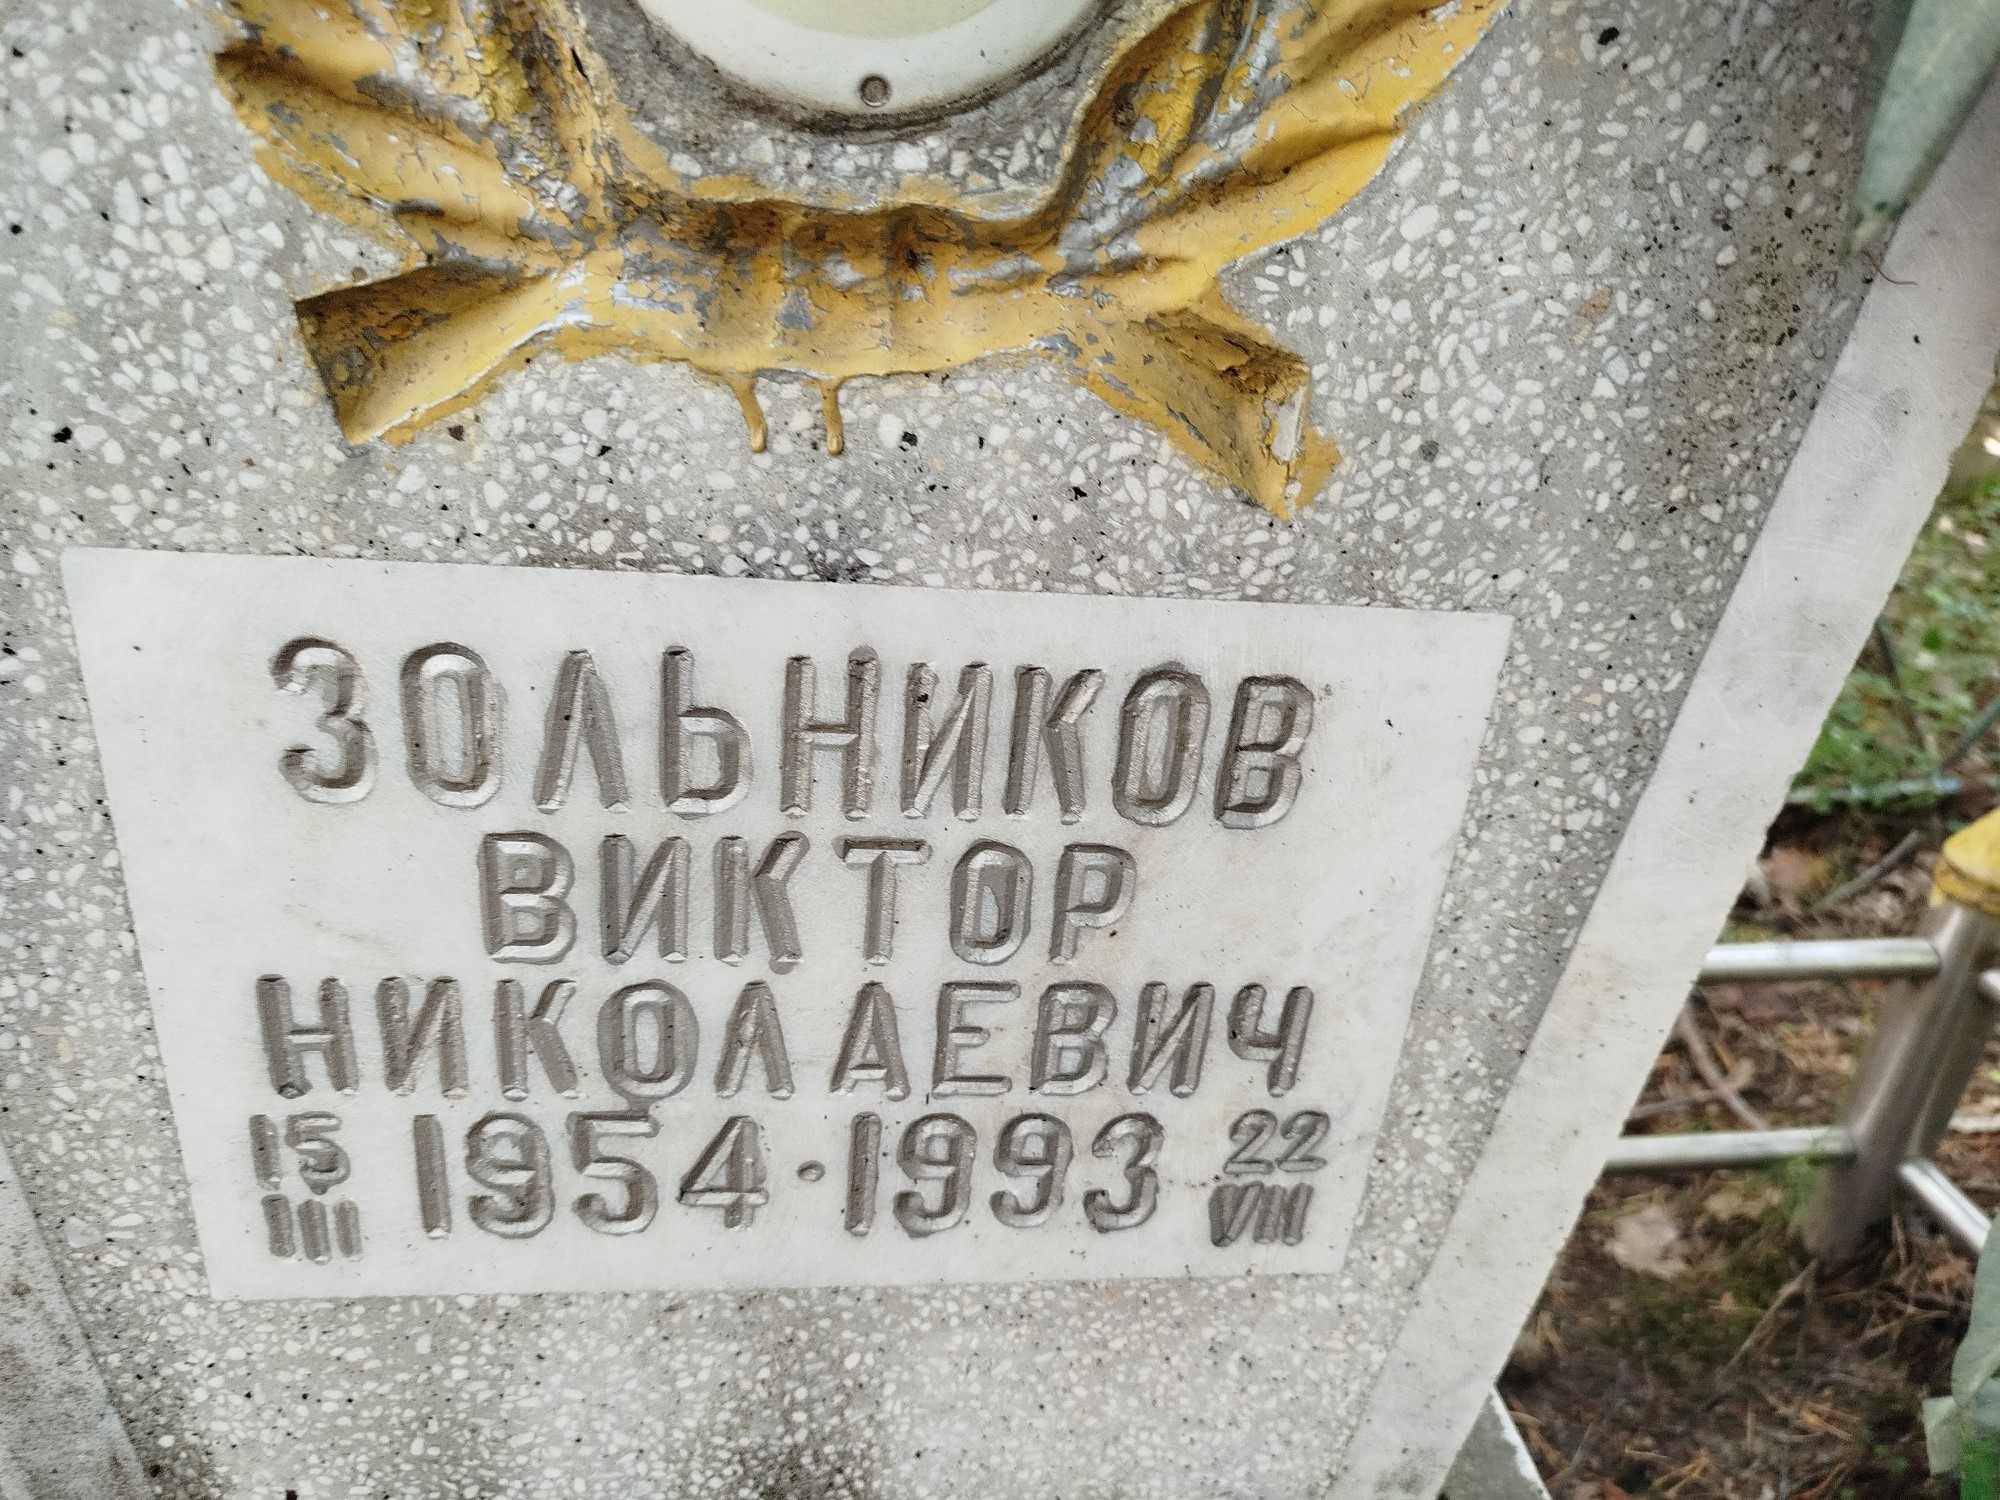 ЗОЛЬНИКОВ
ВИКТОР
НИКОЛАЕВИЧ
15 1954·1993 22
III VII